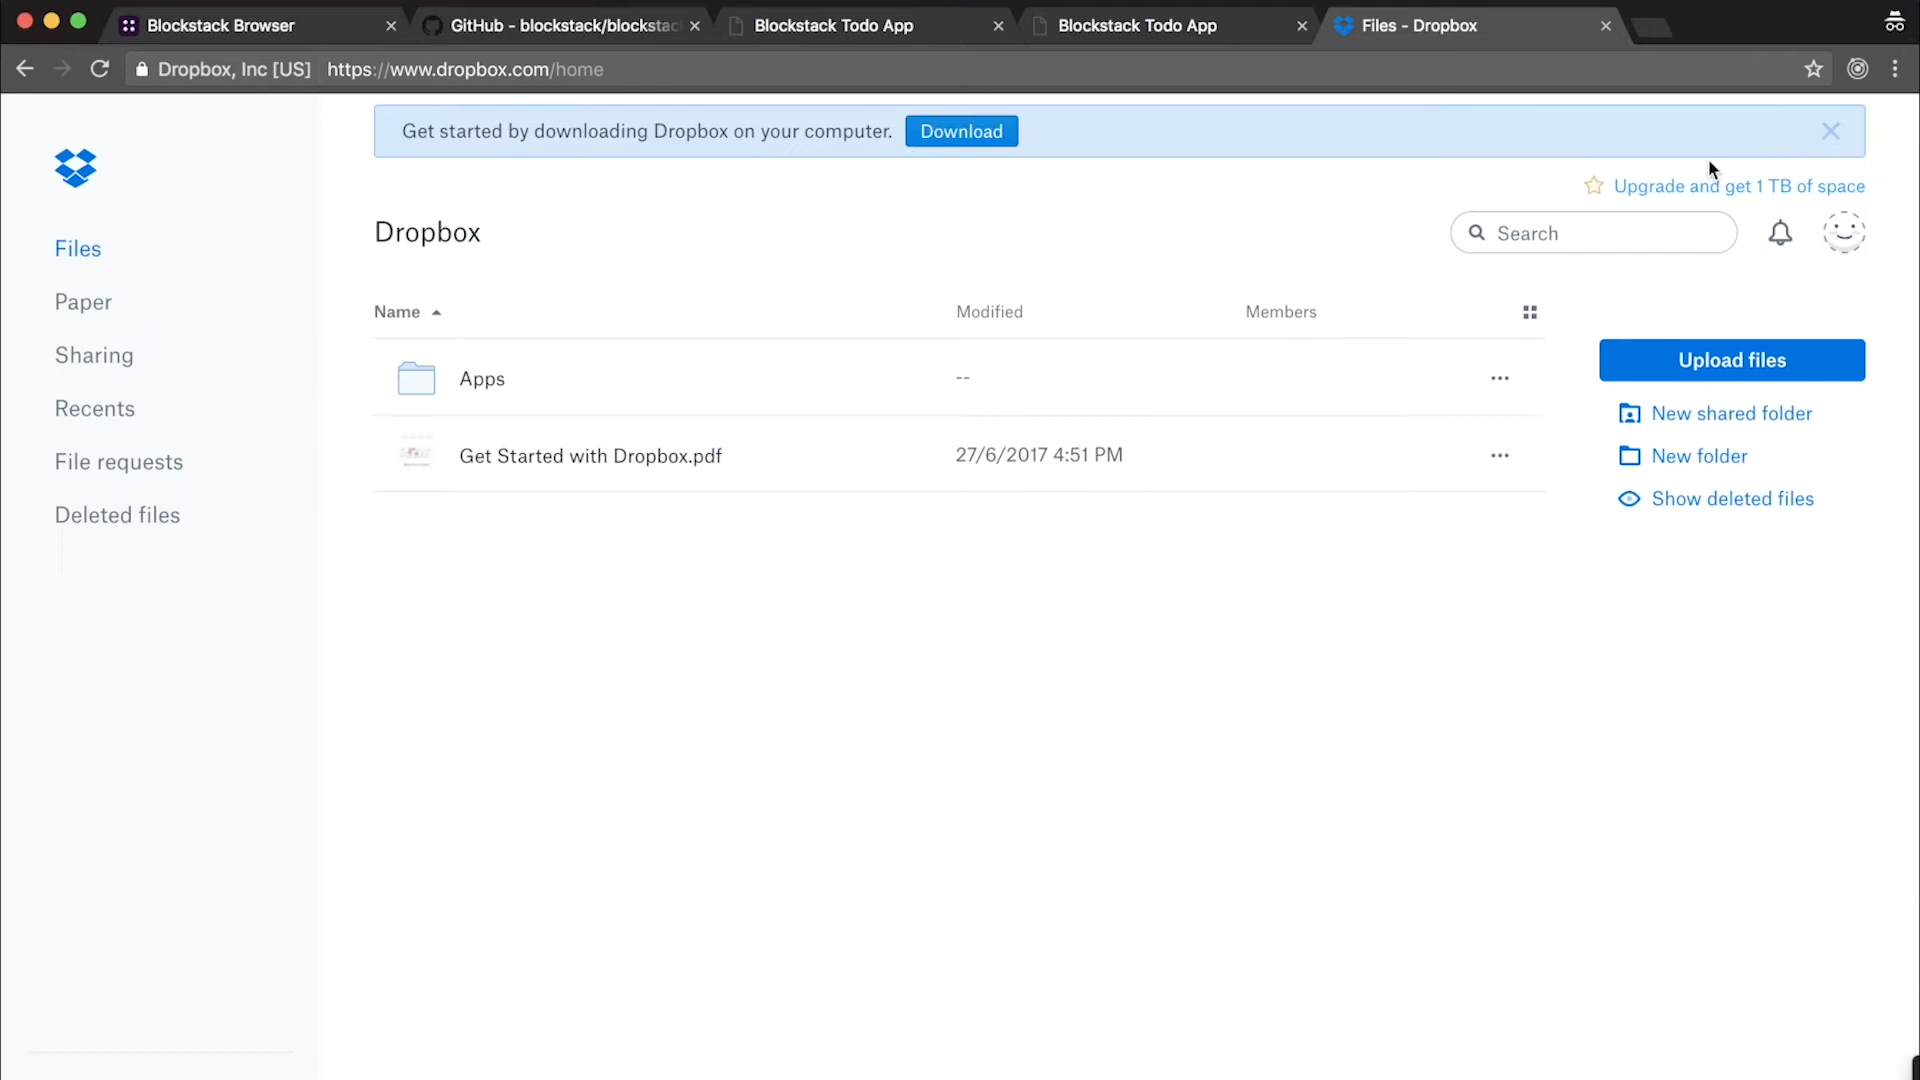 Blockstack Browser
GitHub - blockstack/blockstac
Blockstack Todo App
Blockstack Todo App
Files - Dropbox
Dropbox, Inc [US]
https://www.dropbox.com/home
Get started by downloading Dropbox on your computer.
Download
Upgrade and get 1 TB of space
Dropbox
Search
Files
Paper
Sharing
Recents
File requests
Deleted files
Name
Modified
Members
Apps
--
Get Started with Dropbox.pdf
27/6/2017 4:51 PM
Upload files
New shared folder
New folder
Show deleted files